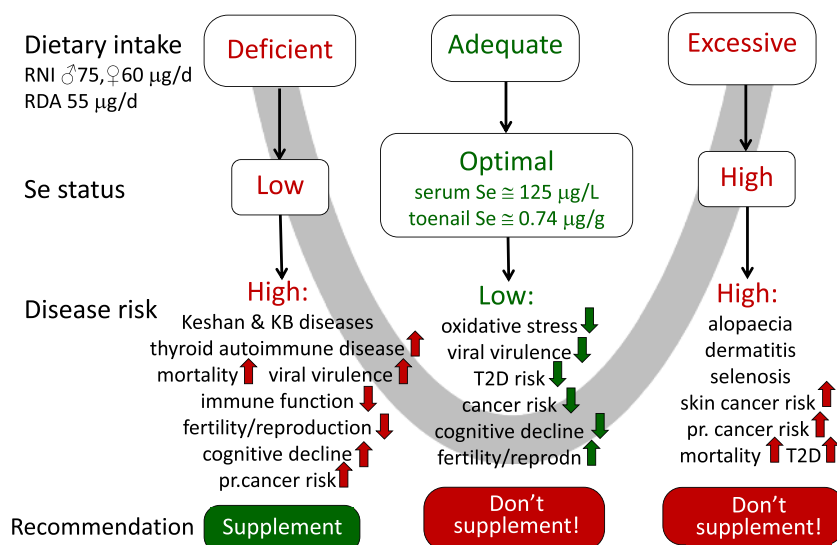 Dietary intake
RNI ♂75,♀60 μg/d
RDA 55 μg/d
Deficient
Adequate
Excessive
Se status
Low
Optimal
serum Se ≅ 125 μg/L
toenail Se ≅ 0.74 μg/g
High
Disease risk
High:
Keshan & KB diseases
thyroid autoimmune disease
mortality viral virulence
immune function
fertility/reproduction
cognitive decline
pr.cancer risk
Low:
oxidative stress
viral virulence
T2D risk
cancer risk
cognitive decline
fertility/reprodn
High:
alopaecia
dermatitis
selenosis
skin cancer risk
pr. cancer risk
mortality T2D
Recommendation
Supplement
Don't
supplement!
Don't
supplement!